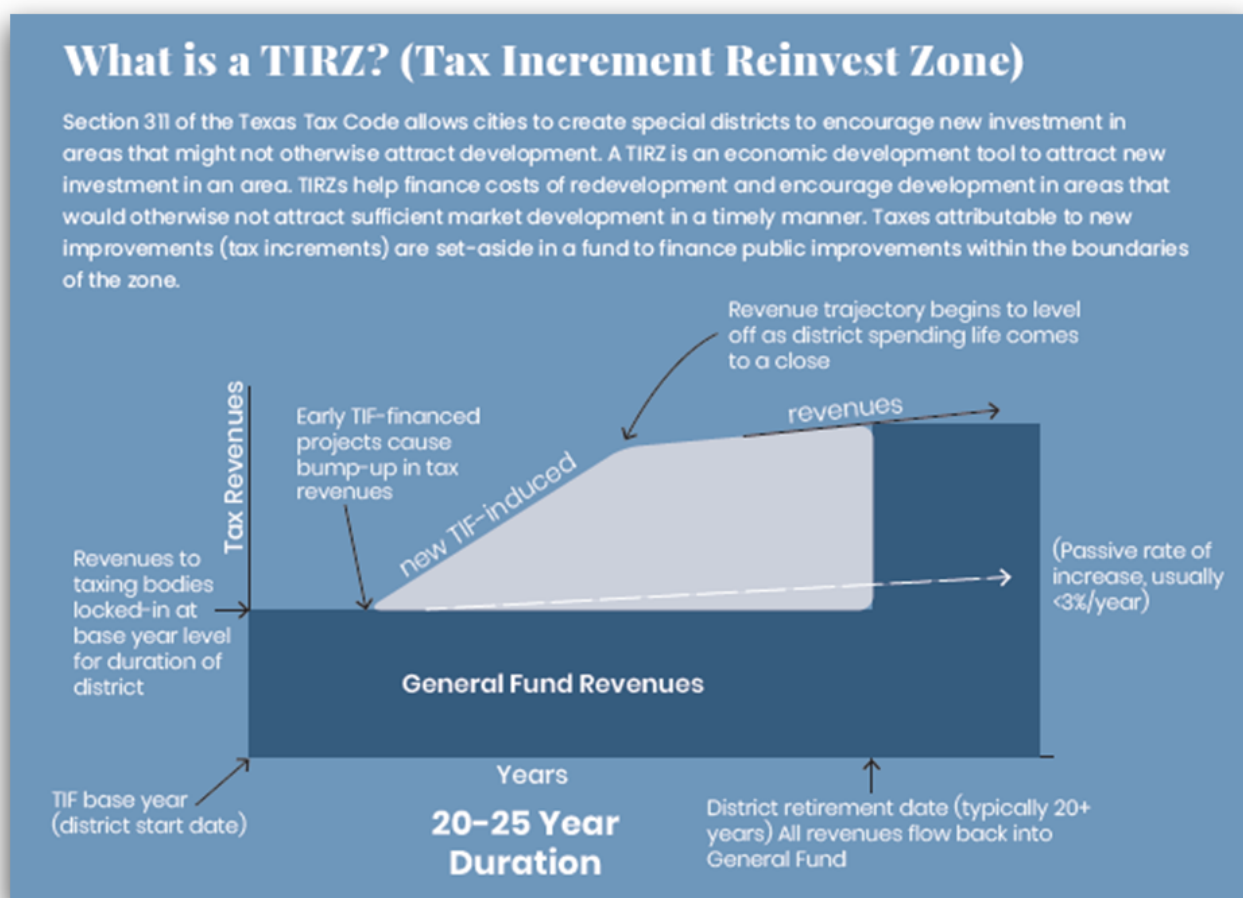 What is a TIRZ? (Tax Increment Reinvest Zone)
Section 311 of the Texas Tax Code allows cities to create special districts to encourage new investment in
areas that might not otherwise attract development. A TIRZ is an economic development tool to attract new
investment in an area. TIRZs help finance costs of redevelopment and encourage development in areas that
would otherwise not attract sufficient market development in a timely manner. Taxes attributable to new
improvements (tax increments) are set-aside in a fund to finance public improvements within the boundaries
of the zone.
Revenue trajectory begins to level
off as district spending life comes
to a close
Tax Revenues
Early TIF-financed
projects cause
bump-up in tax
revenues
new TIF-induced
revenues
Revenues to
taxing bodies
locked-in at
base year level
for duration of
district
(Passive rate of
increase, usually
<3%/year)
General Fund Revenues
Years
20-25 Year
Duration
TIF base year
(district start date)
District retirement date (typically 20+
years) All revenues flow back into
General Fund